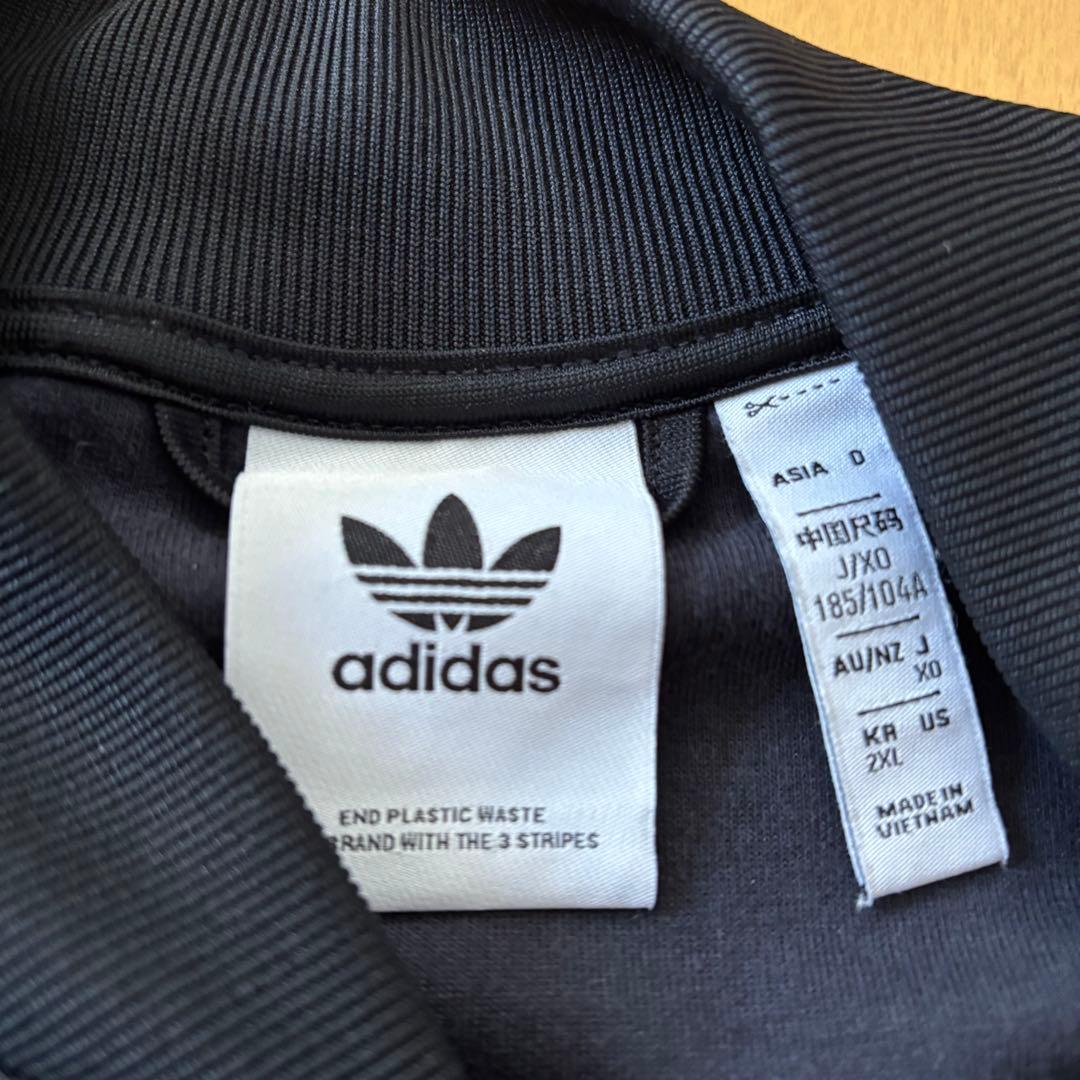 adidas
END PLASTIC WASTE
BRAND WITH THE 3 STRIPES
ASIA O
中国尺码
J/XO
185/104A
AU/NZ J
XO
KR US
2XL
MADE IN
VIETNAM